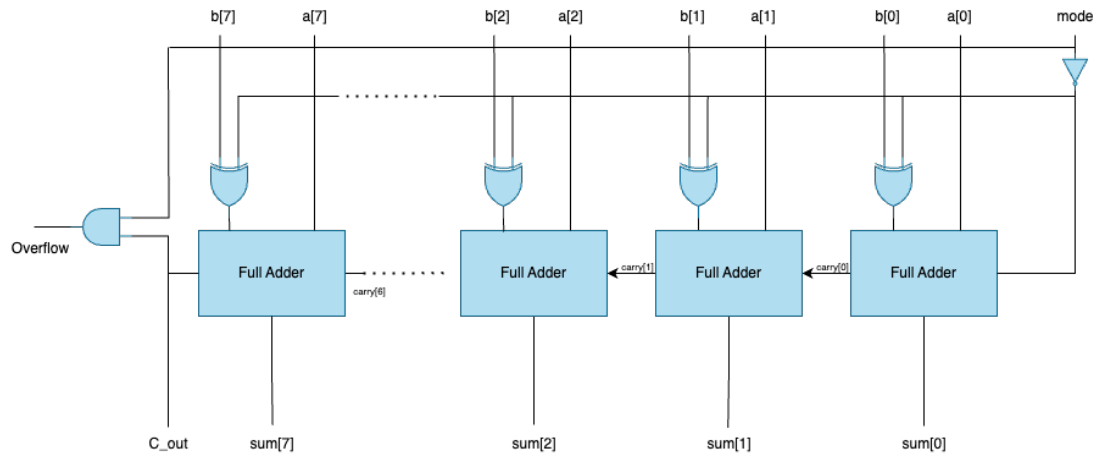 b[7] a[7] b[2] a[2] b[1] a[1] b[0] a[0] mode
Overflow
Full Adder Full Adder Full Adder Full Adder
carry[6] carry[1] carry[0]
C_out sum[7] sum[2] sum[1] sum[0]